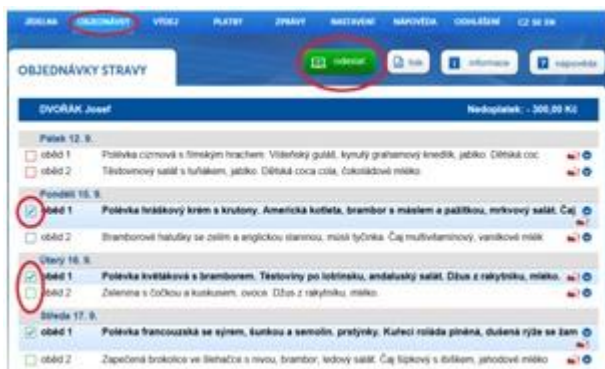 JÍDELNA OBJEDNÁVKY VÝDEJ PLATBY ZPRÁVY NASTAVENÍ NÁPOVĚDA ODHLÁŠENÍ CZ SK EN
OBJEDNÁVKY STRAVY odeslat tisk informace nápověda
DVOŘÁK Josef Nedoplatek: - 300,00 Kč
Pátek 12. 9.
oběd 1 Polévka cizrnová s římským hrachem. Vídeňský guláš, kynutý grahamový knedlík, jablko. Dětská coc
oběd 2 Těstovinový salát s tuňákem, jablko. Dětská coca cola, čokoládové mléko.
Pondělí 15. 9.
oběd 1 Polévka hráškový krém s krutony. Americká kotleta, brambor s máslem a pažitkou, mrkvový salát. Čaj
oběd 2 Bramborové halušky se zelím a anglickou slaninou, müsli tyčinka. Čaj multivitamínový, vanilkové mlék
Úterý 16. 9.
oběd 1 Polévka květáková s bramborem. Těstoviny po lotrinsku, andaluský salát. Džus z rakytníku, mléko.
oběd 2 Zelenina s čočkou a kuskusem, ovoce. Džus z rakytníku, mléko.
Středa 17. 9.
oběd 1 Polévka francouzská se sýrem, šunkou a semolin. prstýnky. Kuřecí roláda plněná, dušená rýže se žam
oběd 2 Zapečená brokolice ve šlehačce s nivou, brambor, ledový salát. Čaj šípkový s ibiškem, jahodové mléko